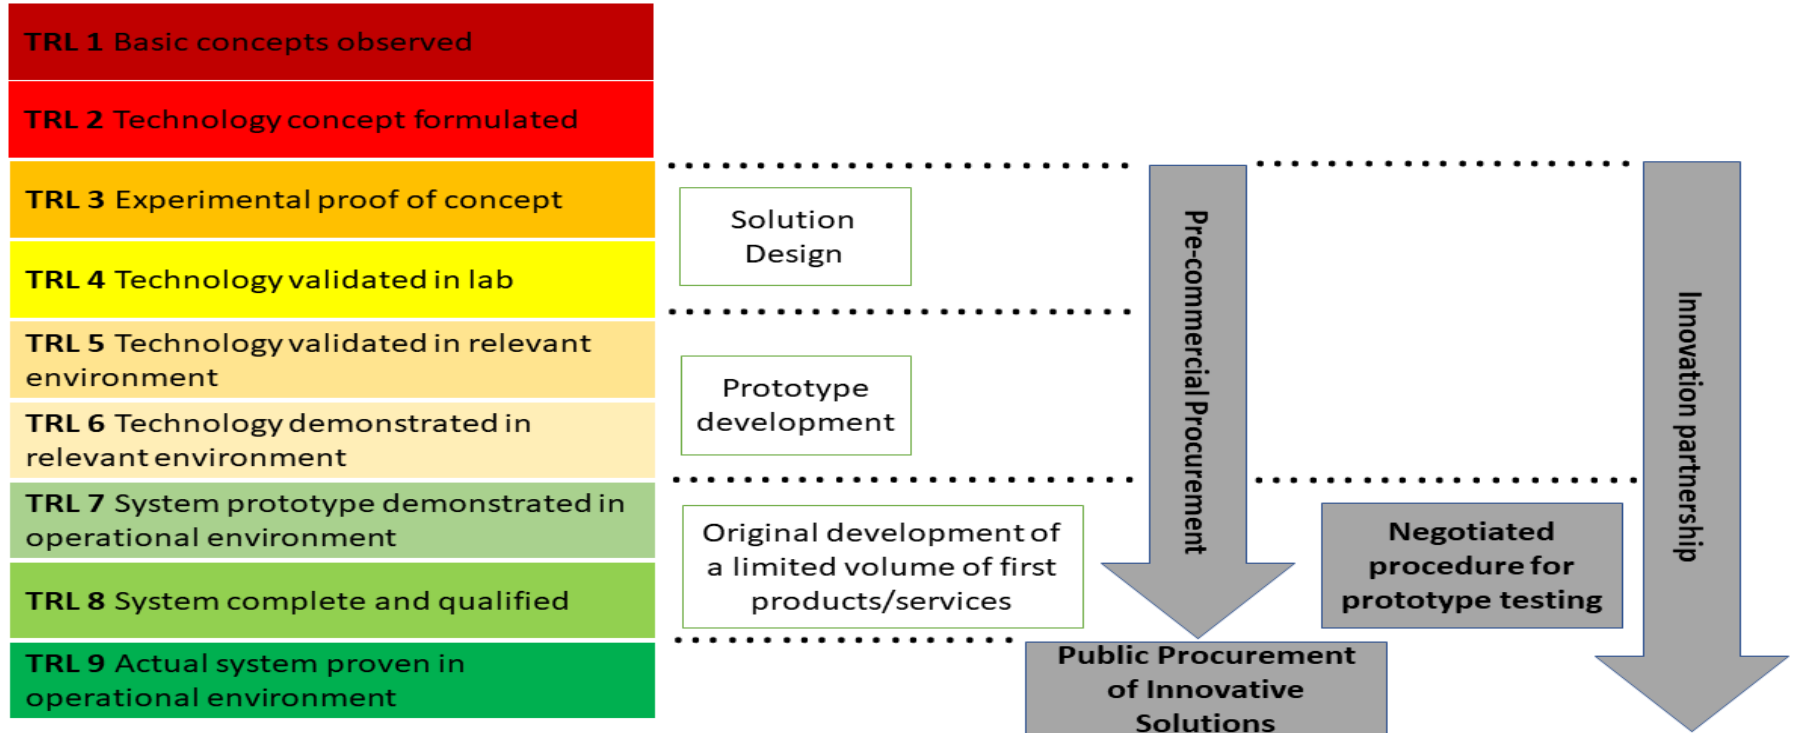 TRL 1 Basic concepts observed
TRL 2 Technology concept formulated
TRL 3 Experimental proof of concept
TRL 4 Technology validated in lab
TRL 5 Technology validated in relevant
environment
TRL 6 Technology demonstrated in
relevant environment
TRL 7 System prototype demonstrated in
operational environment
TRL 8 System complete and qualified
TRL 9 Actual system proven in
operational environment
Solution
Design
Prototype
development
Original development of
a limited volume of first
products/services
Pre-commercial Procurement
Public Procurement
of Innovative
Solutions
Negotiated
procedure for
prototype testing
Innovation partnership